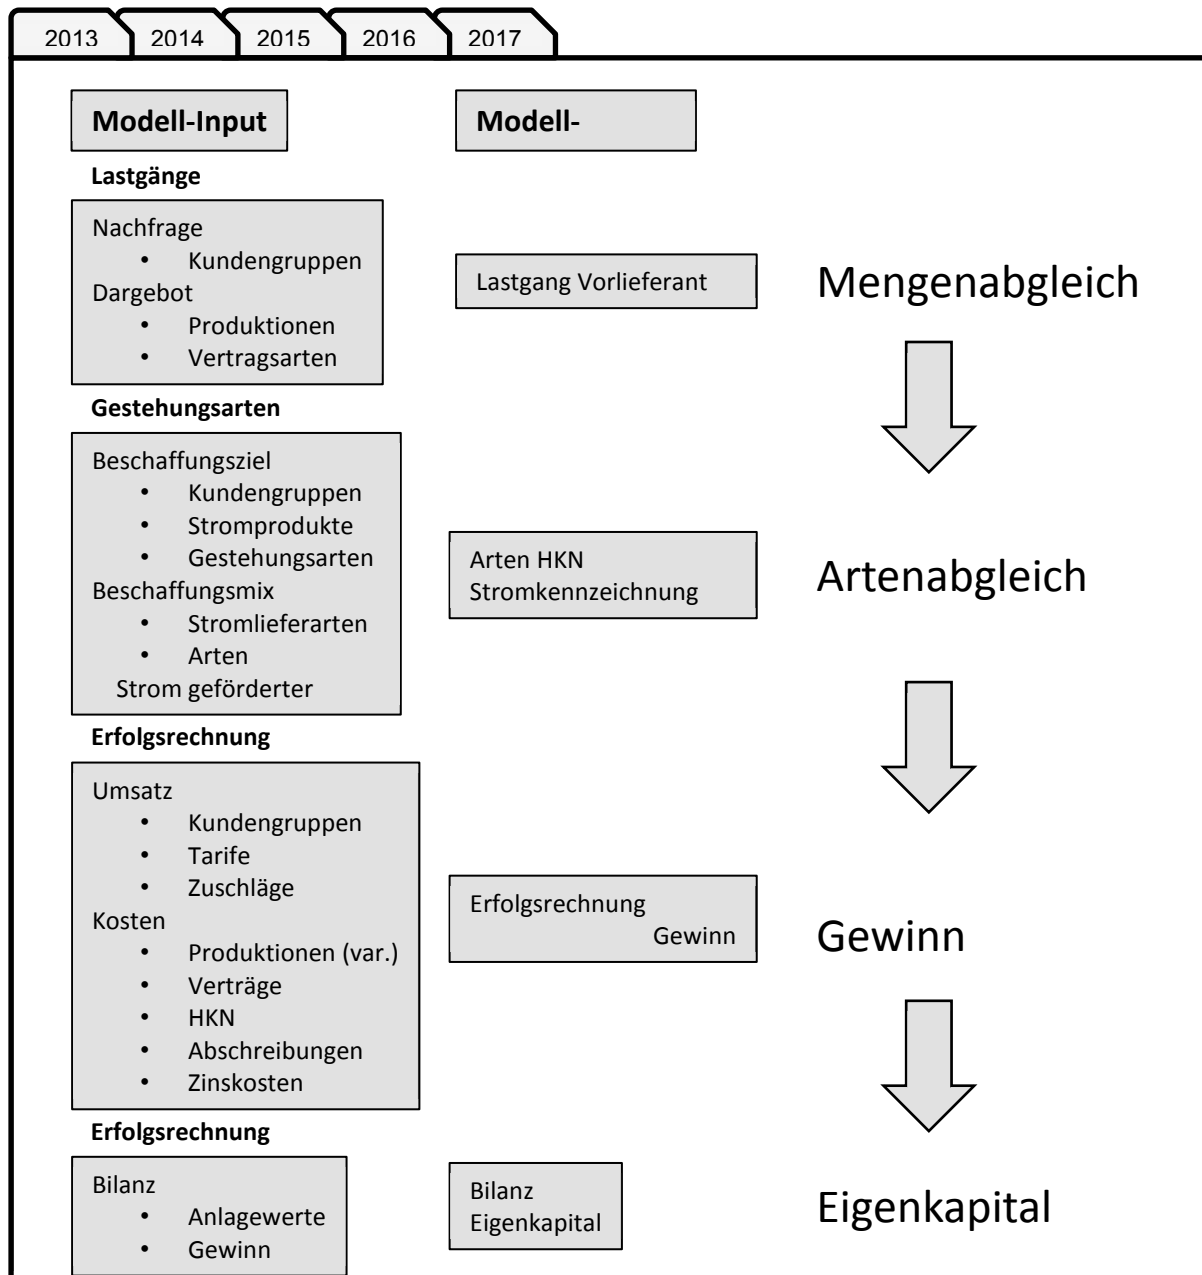 2013 2014 2015 2016 2017
Modell-Input
Modell-
Lastgänge
Nachfrage
• Kundengruppen
Dargebot
• Produktionen
• Vertragsarten
Lastgang Vorlieferant
Mengenabgleich
Gestehungsarten
Beschaffungsziel
• Kundengruppen
• Stromprodukte
• Gestehungsarten
Beschaffungsmix
• Stromlieferarten
• Arten
Strom geförderter
Arten HKN
Stromkennzeichnung
Artenabgleich
Erfolgsrechnung
Umsatz
• Kundengruppen
• Tarife
• Zuschläge
Kosten
• Produktionen (var.)
• Verträge
• HKN
• Abschreibungen
• Zinskosten
Erfolgsrechnung
Gewinn
Gewinn
Erfolgsrechnung
Bilanz
• Anlagewerte
• Gewinn
Bilanz
Eigenkapital
Eigenkapital